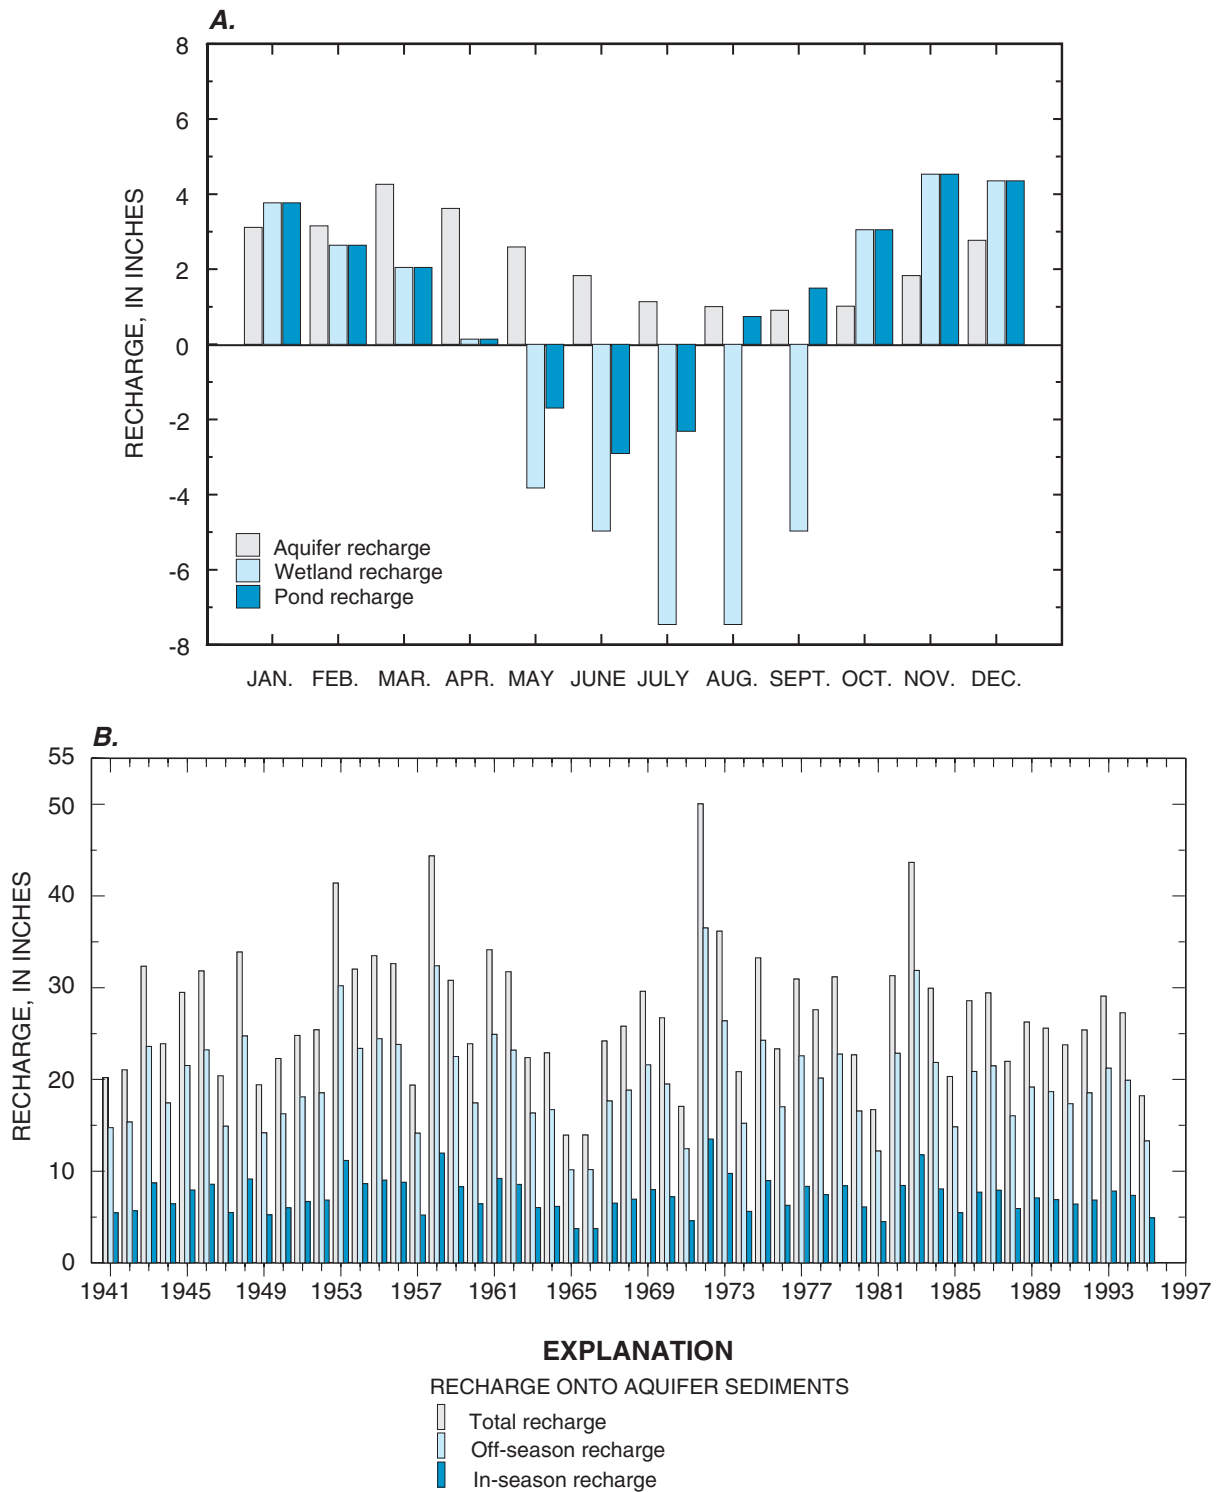 A.
8
6
4
2
0
-2
-4
-6
-8
RECHARGE, IN INCHES
Aquifer recharge
Wetland recharge
Pond recharge
JAN. FEB. MAR. APR. MAY JUNE JULY AUG. SEPT. OCT. NOV. DEC.
B.
55
50
40
30
20
10
0
RECHARGE, IN INCHES
1941 1945 1949 1953 1957 1961 1965 1969 1973 1977 1981 1985 1989 1993 1997
EXPLANATION
RECHARGE ONTO AQUIFER SEDIMENTS
Total recharge
Off-season recharge
In-season recharge